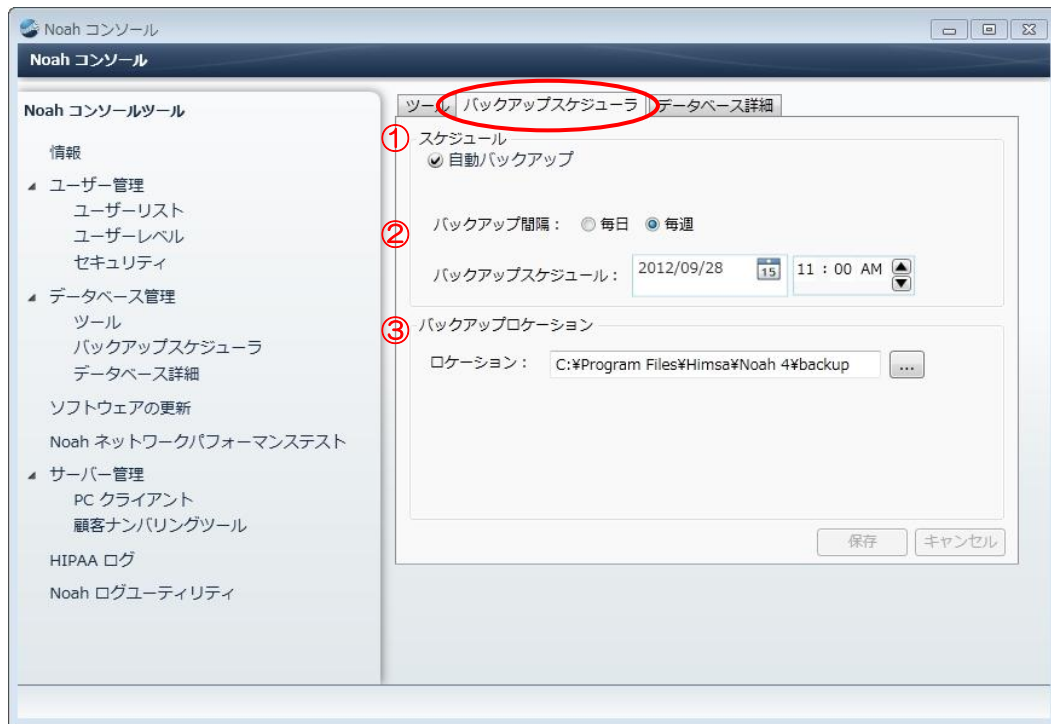 Noah コンソール
Noah コンソール
Noah コンソールツール
情報
ユーザー管理
ユーザーリスト
ユーザーレベル
セキュリティ
データベース管理
ツール
バックアップスケジューラ
データベース詳細
ソフトウェアの更新
Noah ネットワークパフォーマンステスト
サーバー管理
PC クライアント
顧客ナンバリングツール
HIPAA ログ
Noah ログユーティリティ
ツール バックアップスケジューラ データベース詳細
① スケジュール
自動バックアップ
② バックアップ間隔： 毎日 毎週
バックアップスケジュール： 2012/09/28 15 11 : 00 AM
③ バックアップロケーション
ロケーション： C:¥Program Files¥Himsa¥Noah 4¥backup ...
保存 キャンセル